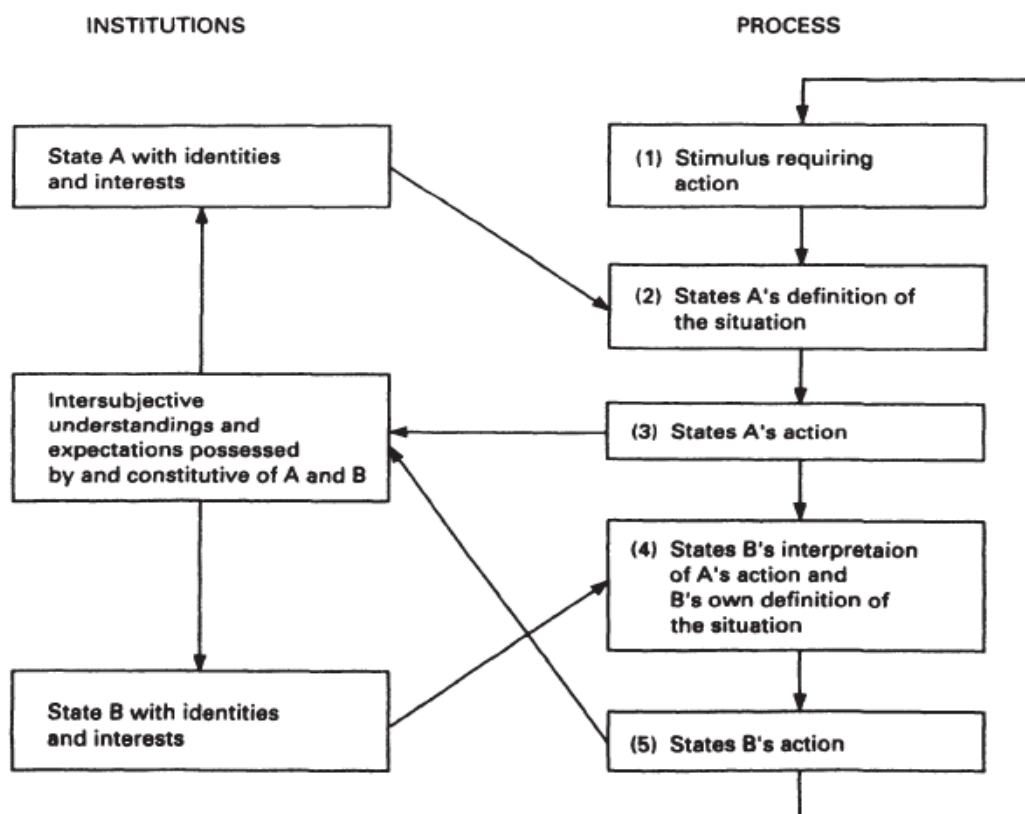 INSTITUTIONS
PROCESS
State A with identities
and interests
(1) Stimulus requiring
action
(2) States A's definition of
the situation
Intersubjective
understandings and
expectations possessed
by and constitutive of A and B
(3) States A's action
(4) States B's interpretaion
of A's action and
B's own definition of
the situation
State B with identities
and interests
(5) States B's action